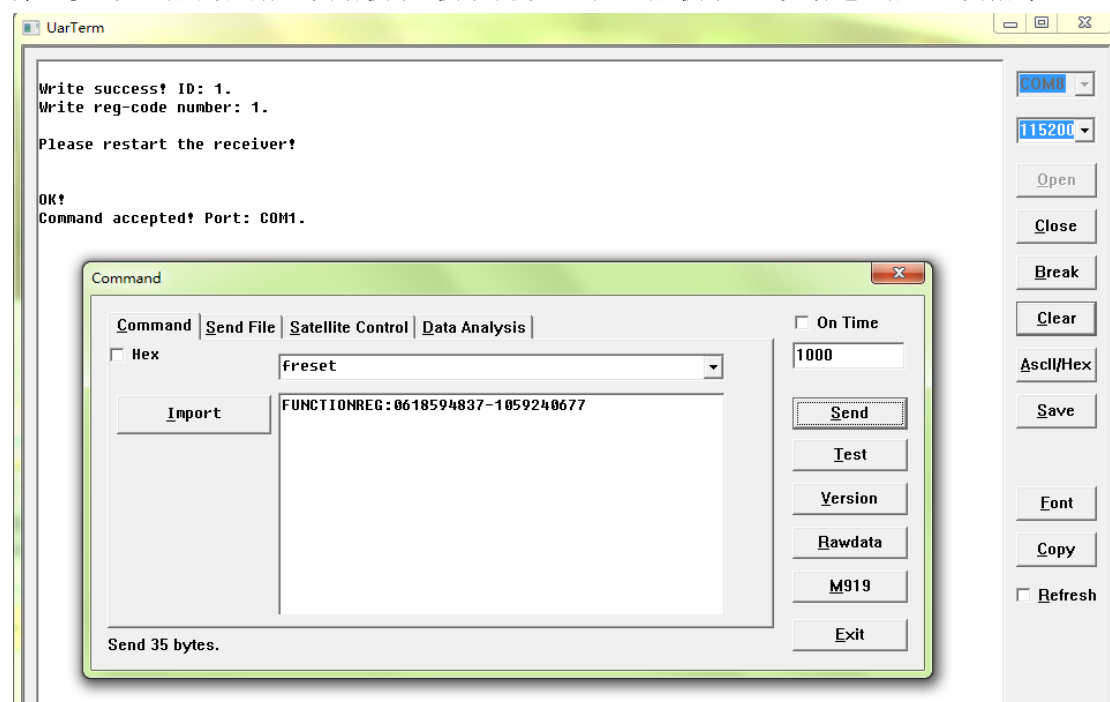 UarTerm
Write success! ID: 1.
Write reg-code number: 1.
Please restart the receiver!
OK!
Command accepted! Port: COM1.
COM8
115200
Open
Close
Break
Clear
AscII/Hex
Save
Font
Copy
Refresh
Command
Command Send File Satellite Control Data Analysis
Hex
freset
Import
FUNCTIONREG:0618594837-1059240677
On Time
1000
Send
Test
Version
Rawdata
M919
Exit
Send 35 bytes.